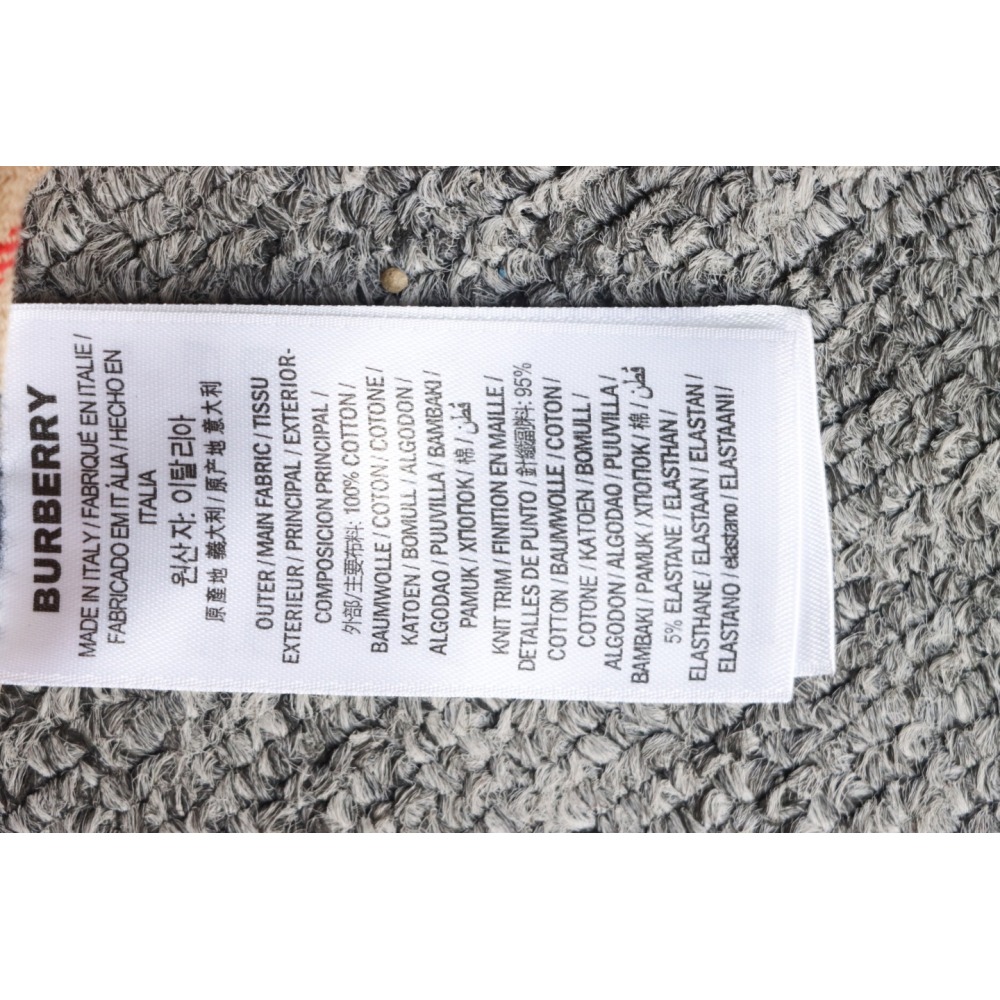 BURBERRY
MADE IN ITALY / FABRIQUÉ EN ITALIE /
FABRICADO EM ITÁLIA / HECHO EN
ITALIA
원산지: 이탈리아
原產地 義大利 / 原产地 意大利
OUTER / MAIN FABRIC / TISSU
EXTERIEUR / PRINCIPAL / EXTERIOR-
COMPOSICION PRINCIPAL /
外部/主要布料: 100% COTTON /
BAUMWOLLE / COTON / COTONE /
KATOEN / BOMULL / ALGODON /
ALGODAO / PUUVILLA / BAMBAKI /
PAMUK / ХЛОПОК / 棉 / قطن
KNIT TRIM / FINITION EN MAILLE /
DETALLES DE PUNTO / 針織圖料: 95%
COTTON / BAUMWOLLE / COTON /
COTONE / KATOEN / BOMULL /
ALGODON / ALGODAO / PUUVILLA /
BAMBAKI / PAMUK / ХЛОПОК / 棉 / قطن
5% ELASTANE / ELASTHAN /
ELASTHANE / ELASTAAN / ELASTAN /
ELASTANO / elastano / ELASTAANI /